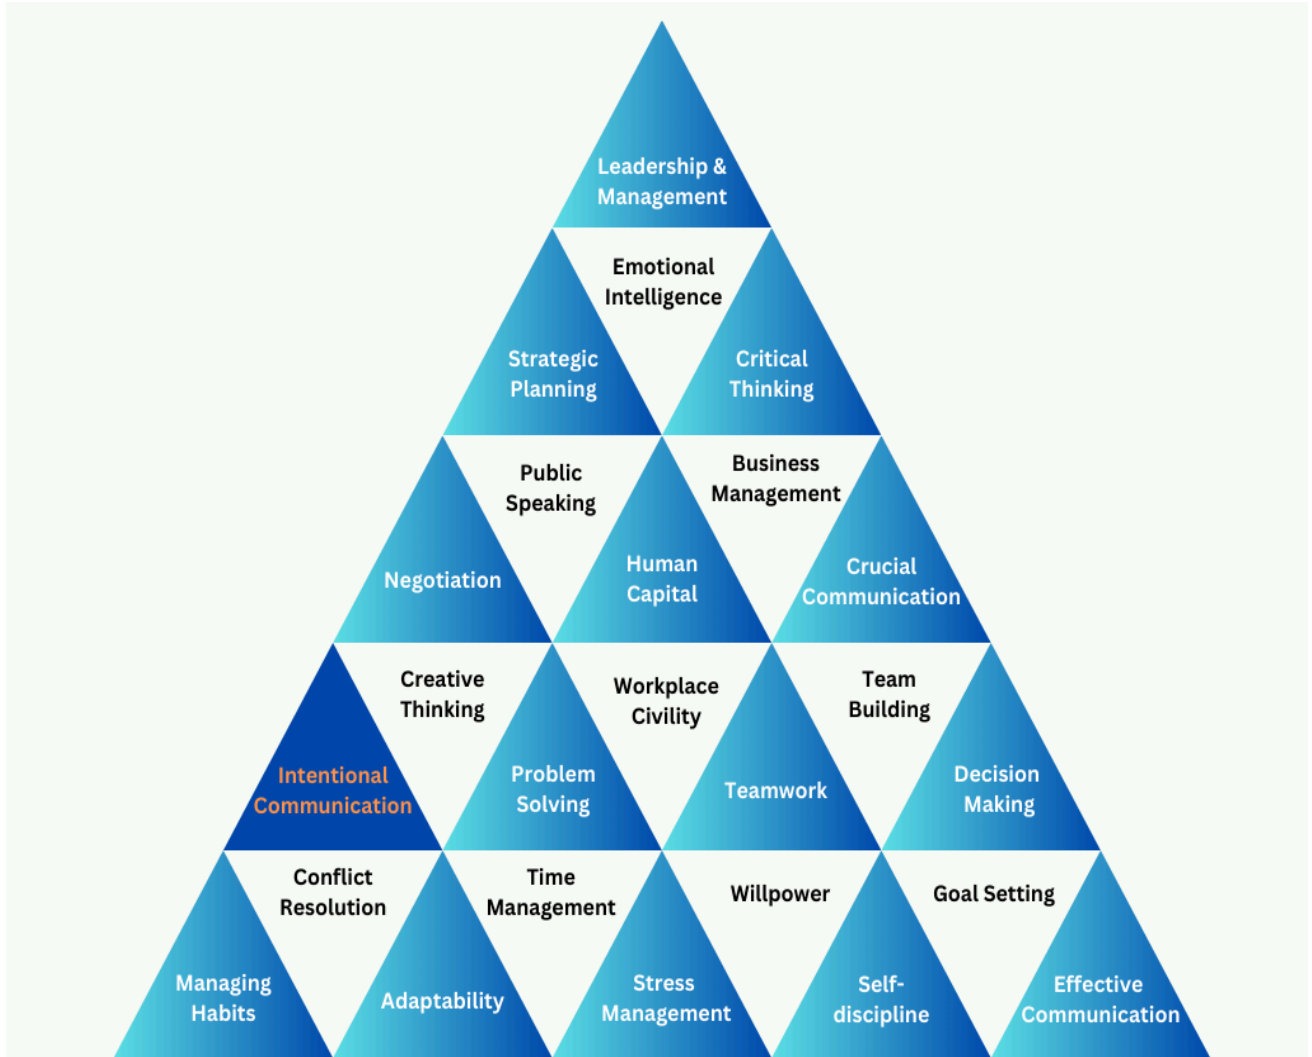 Leadership &
Management
Emotional
Intelligence
Strategic
Planning
Critical
Thinking
Public
Speaking
Business
Management
Negotiation
Human
Capital
Crucial
Communication
Creative
Thinking
Workplace
Civility
Team
Building
Intentional
Communication
Problem
Solving
Teamwork
Decision
Making
Conflict
Resolution
Time
Management
Willpower
Goal Setting
Managing
Habits
Adaptability
Stress
Management
Self-
discipline
Effective
Communication